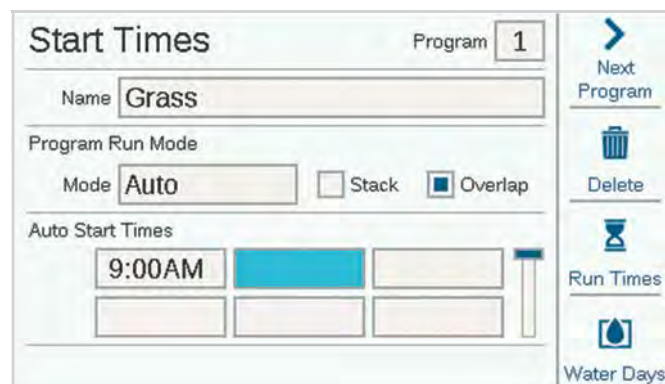 Start Times
Program 1
Name Grass
Program Run Mode
Mode Auto Stack Overlap
Auto Start Times
9:00AM
Next
Program
Delete
Run Times
Water Days